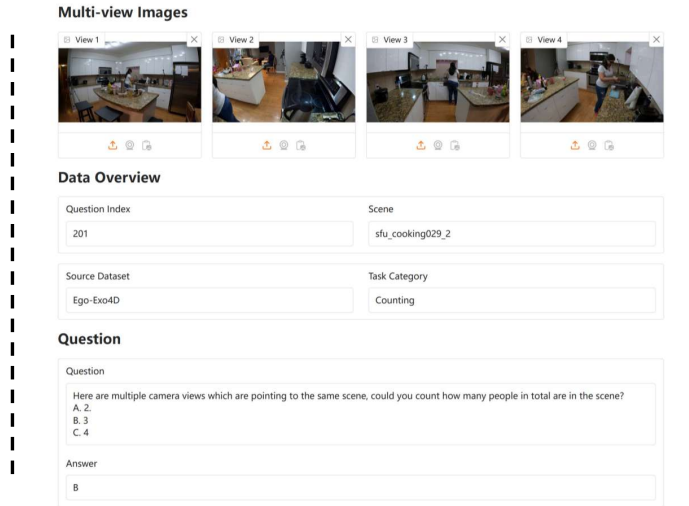 Multi-view Images
View 1
View 2
View 3
View 4
Data Overview
Question Index
Scene
201
sfu_cooking029_2
Source Dataset
Task Category
Ego-Exo4D
Counting
Question
Question
Here are multiple camera views which are pointing to the same scene, could you count how many people in total are in the scene?
A. 2.
B. 3
C. 4
Answer
B